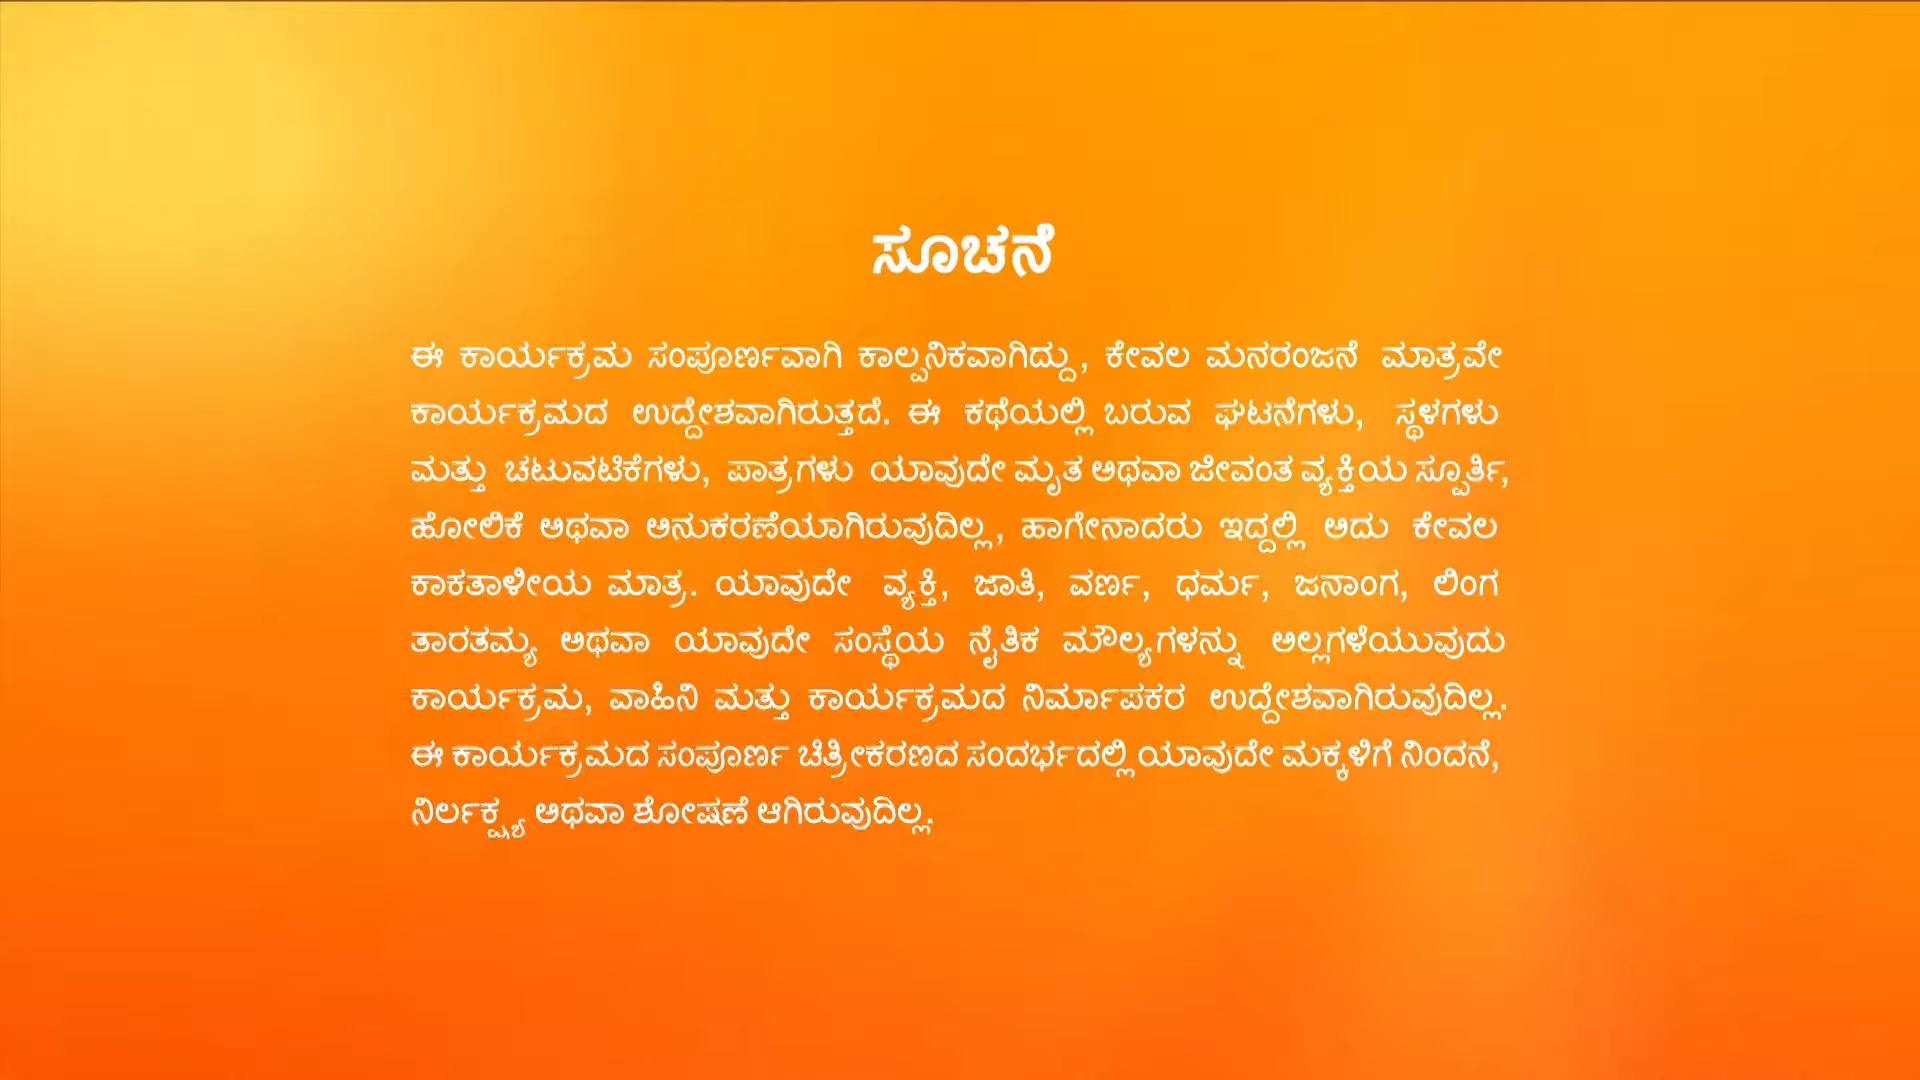 ಸೂಚನೆ
ಈ ಕಾರ್ಯಕ್ರಮ ಸಂಪೂರ್ಣವಾಗಿ ಕಾಲ್ಪನಿಕವಾಗಿದ್ದು, ಕೇವಲ ಮನರಂಜನೆ ಮಾತ್ರವೇ
ಕಾರ್ಯಕ್ರಮದ ಉದ್ದೇಶವಾಗಿರುತ್ತದೆ. ಈ ಕಥೆಯಲ್ಲಿ ಬರುವ ಘಟನೆಗಳು, ಸ್ಥಳಗಳು
ಮತ್ತು ಚಟುವಟಿಕೆಗಳು, ಪಾತ್ರಗಳು ಯಾವುದೇ ಮೃತ ಅಥವಾ ಜೀವಂತ ವ್ಯಕ್ತಿಯ ಸ್ಪೂರ್ತಿ,
ಹೋಲಿಕೆ ಅಥವಾ ಅನುಕರಣೆಯಾಗಿರುವುದಿಲ್ಲ, ಹಾಗೇನಾದರು ಇದ್ದಲ್ಲಿ ಅದು ಕೇವಲ
ಕಾಕತಾಳೀಯ ಮಾತ್ರ. ಯಾವುದೇ ವ್ಯಕ್ತಿ, ಜಾತಿ, ವರ್ಣ, ಧರ್ಮ, ಜನಾಂಗ, ಲಿಂಗ
ತಾರತಮ್ಯ ಅಥವಾ ಯಾವುದೇ ಸಂಸ್ಥೆಯ ನೈತಿಕ ಮೌಲ್ಯಗಳನ್ನು ಅಲ್ಲಗಳೆಯುವುದು
ಕಾರ್ಯಕ್ರಮ, ವಾಹಿನಿ ಮತ್ತು ಕಾರ್ಯಕ್ರಮದ ನಿರ್ಮಾಪಕರ ಉದ್ದೇಶವಾಗಿರುವುದಿಲ್ಲ.
ಈ ಕಾರ್ಯಕ್ರಮದ ಸಂಪೂರ್ಣ ಚಿತ್ರೀಕರಣದ ಸಂದರ್ಭದಲ್ಲಿ ಯಾವುದೇ ಮಕ್ಕಳಿಗೆ ನಿಂದನೆ,
ನಿರ್ಲಕ್ಷ್ಯ ಅಥವಾ ಶೋಷಣೆ ಆಗಿರುವುದಿಲ್ಲ.